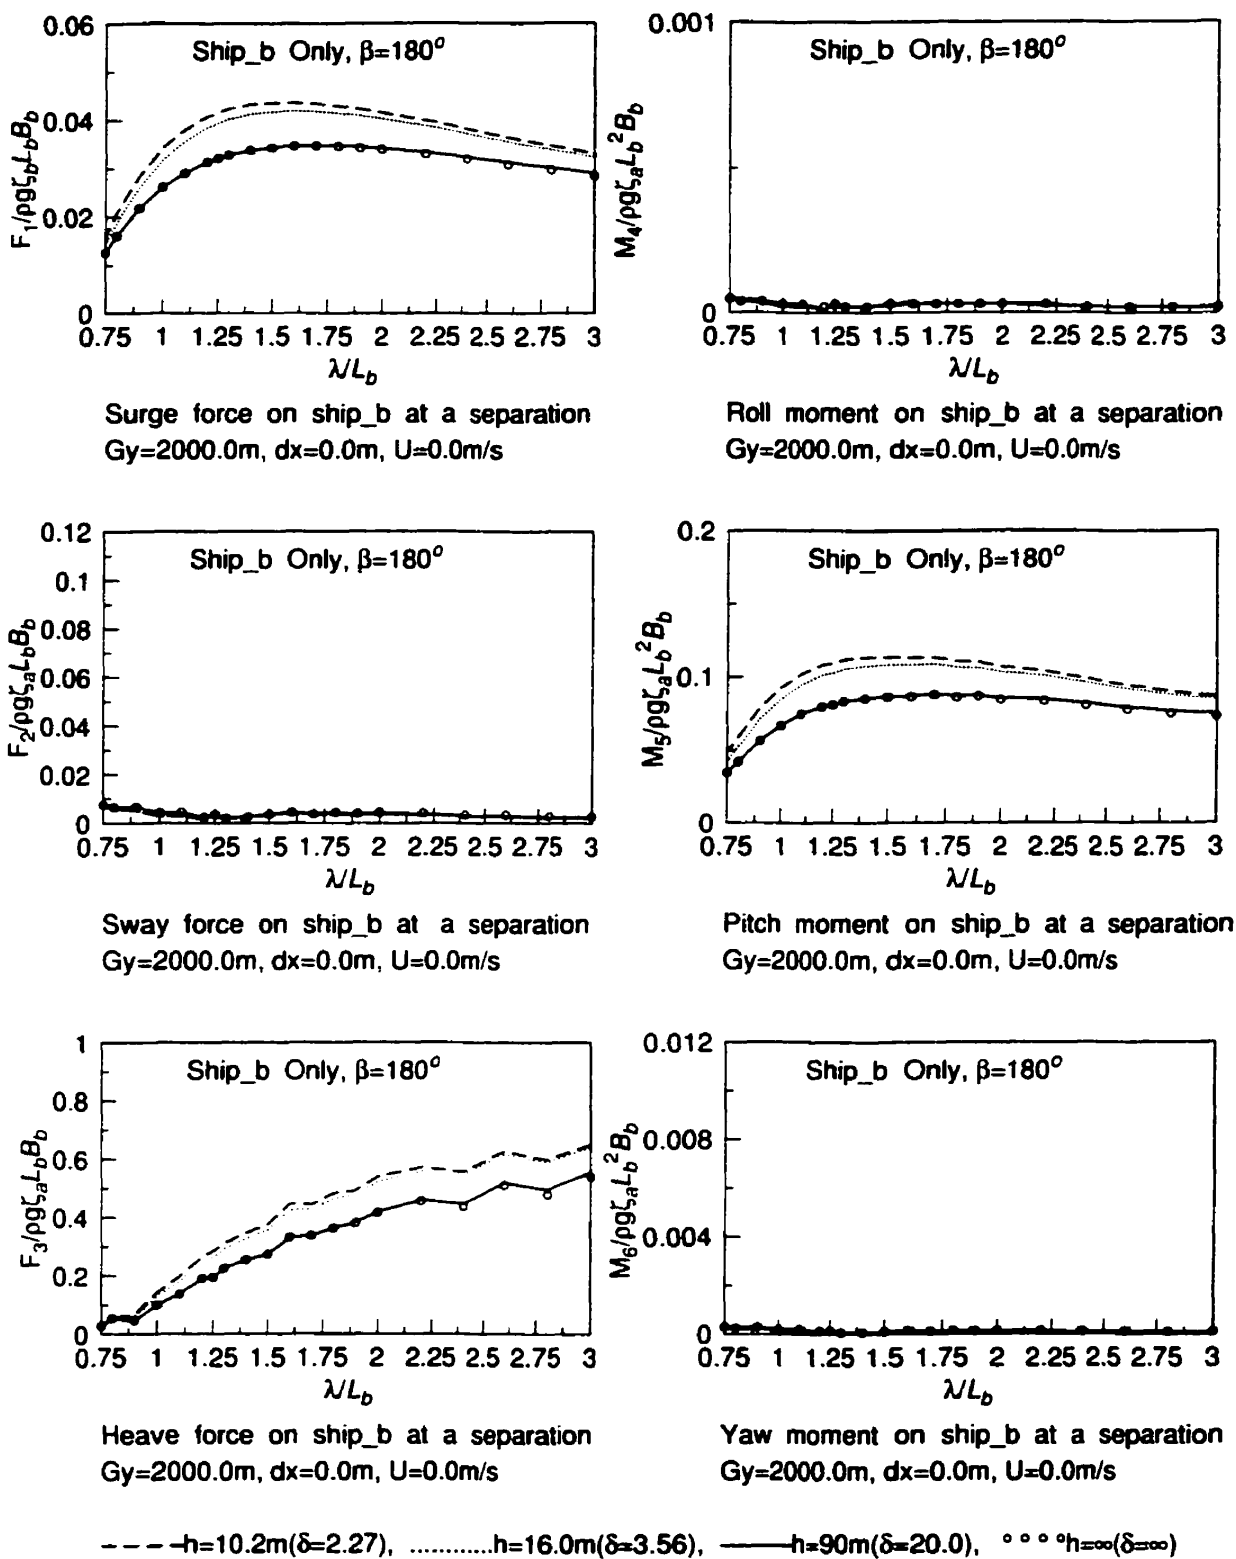 0.06
Ship_b Only, β=180°
0.04
0.02
0
F₁/ρgζ_bL_bB_b
0.75 1 1.25 1.5 1.75 2 2.25 2.5 2.75 3
λ/L_b
Surge force on ship_b at a separation
Gy=2000.0m, dx=0.0m, U=0.0m/s
0.001
Ship_b Only, β=180°
0
M₄/ρgζ_aL_b²B_b
0.75 1 1.25 1.5 1.75 2 2.25 2.5 2.75 3
λ/L_b
Roll moment on ship_b at a separation
Gy=2000.0m, dx=0.0m, U=0.0m/s
0.12
Ship_b Only, β=180°
0.1
0.08
0.06
0.04
0.02
0
F₂/ρgζ_aL_bB_b
0.75 1 1.25 1.5 1.75 2 2.25 2.5 2.75 3
λ/L_b
Sway force on ship_b at a separation
Gy=2000.0m, dx=0.0m, U=0.0m/s
0.2
Ship_b Only, β=180°
0.1
0
M₅/ρgζ_aL_b²B_b
0.75 1 1.25 1.5 1.75 2 2.25 2.5 2.75 3
λ/L_b
Pitch moment on ship_b at a separation
Gy=2000.0m, dx=0.0m, U=0.0m/s
1
Ship_b Only, β=180°
0.8
0.6
0.4
0.2
0
F₃/ρgζ_aL_bB_b
0.75 1 1.25 1.5 1.75 2 2.25 2.5 2.75 3
λ/L_b
Heave force on ship_b at a separation
Gy=2000.0m, dx=0.0m, U=0.0m/s
0.012
Ship_b Only, β=180°
0.008
0.004
0
M₆/ρgζ_aL_b²B_b
0.75 1 1.25 1.5 1.75 2 2.25 2.5 2.75 3
λ/L_b
Yaw moment on ship_b at a separation
Gy=2000.0m, dx=0.0m, U=0.0m/s
h=10.2m(δ=2.27), h=16.0m(δ=3.56), h=90m(δ=20.0), h=∞(δ=∞)